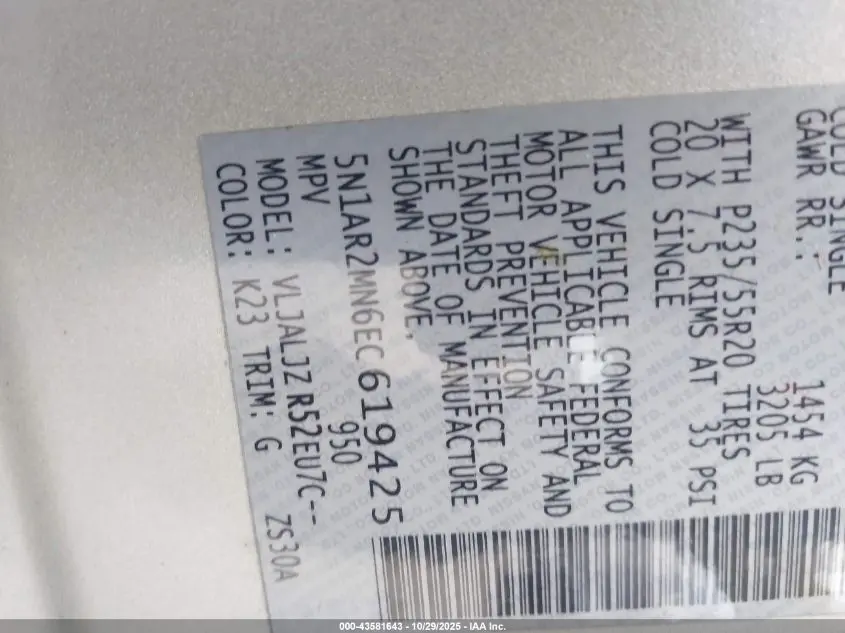 COLD SINGLE
GAWR RR.: 1454 KG
3205 LB
WITH P235/55R20 TIRES
20 X 7.5 RIMS AT 35 PSI
COLD SINGLE
THIS VEHICLE CONFORMS TO
ALL APPLICABLE FEDERAL
MOTOR VEHICLE SAFETY AND
THEFT PREVENTION
STANDARDS IN EFFECT ON
THE DATE OF MANUFACTURE
SHOWN ABOVE.
5N1AR2MN6EC619425
MPV 950
MODEL: VLJALJZ R52EU7C--
COLOR: K23 TRIM: G ZS30A
000-43581643 - 10/29/2025 - IAA Inc.